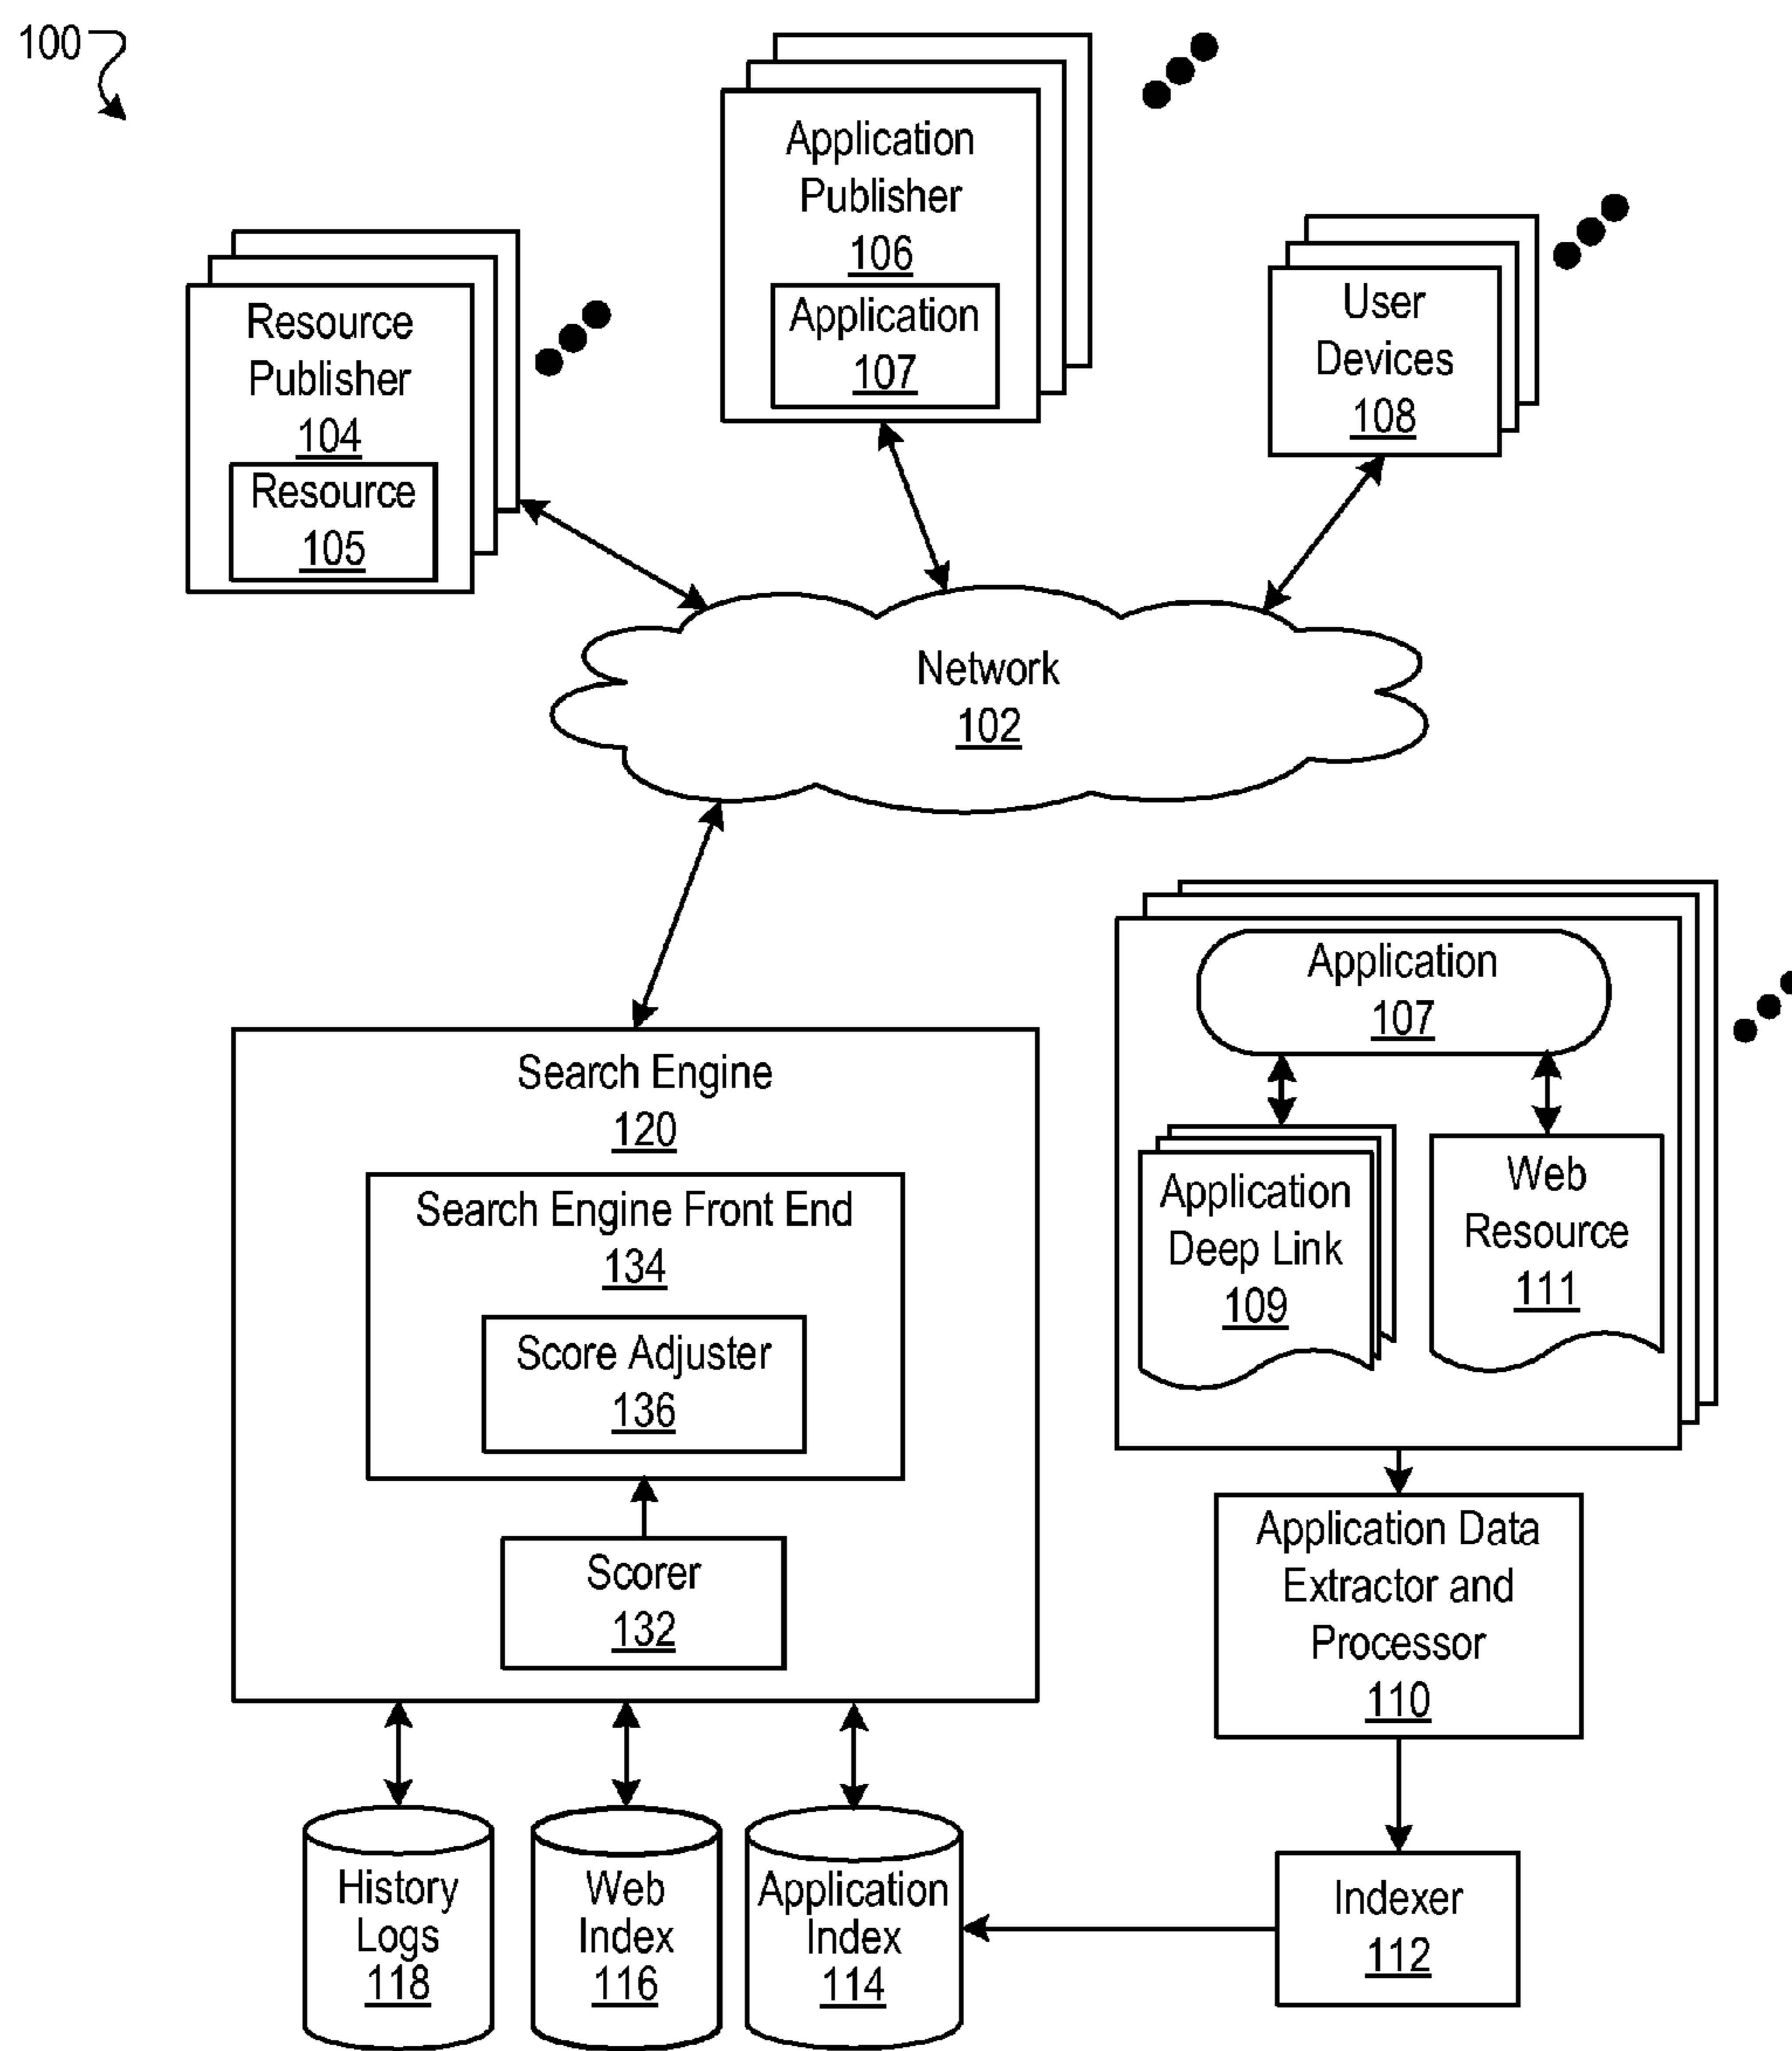 100
Application
Publisher
106
Application
107
User
Devices
108
Resource
Publisher
104
Resource
105
Network
102
Search Engine
120
Search Engine Front End
134
Score Adjuster
136
Scorer
132
Application
107
Application
Deep Link
109
Web
Resource
111
Application Data
Extractor and
Processor
110
History
Logs
118
Web
Index
116
Application
Index
114
Indexer
112